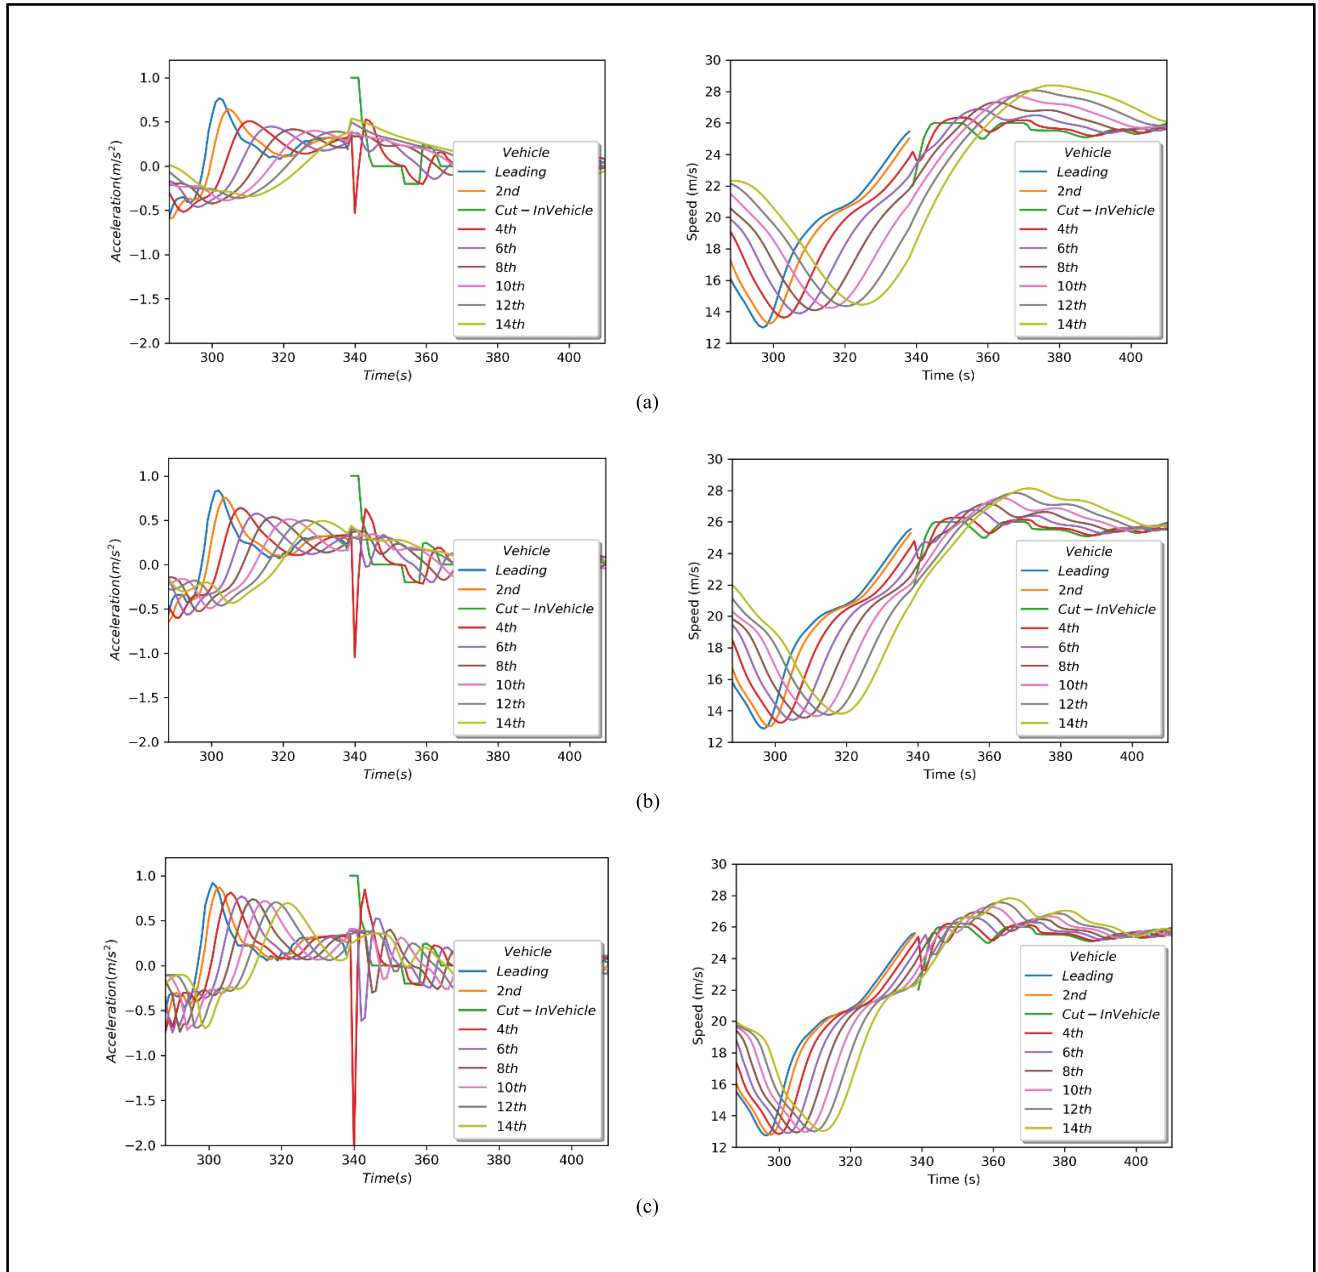 1.0
0.5
0.0
−0.5
−1.0
−1.5
−2.0
Acceleration(m/s²)
300 320 340 360 380 400
Time(s)
Vehicle
Leading
2nd
Cut − InVehicle
4th
6th
8th
10th
12th
14th
30
28
26
24
22
20
18
16
14
12
Speed (m/s)
300 320 340 360 380 400
Time (s)
Vehicle
Leading
2nd
Cut − InVehicle
4th
6th
8th
10th
12th
14th
(a)
1.0
0.5
0.0
−0.5
−1.0
−1.5
−2.0
Acceleration(m/s²)
300 320 340 360 380 400
Time(s)
Vehicle
Leading
2nd
Cut − InVehicle
4th
6th
8th
10th
12th
14th
30
28
26
24
22
20
18
16
14
12
Speed (m/s)
300 320 340 360 380 400
Time (s)
Vehicle
Leading
2nd
Cut − InVehicle
4th
6th
8th
10th
12th
14th
(b)
1.0
0.5
0.0
−0.5
−1.0
−1.5
−2.0
Acceleration(m/s²)
300 320 340 360 380 400
Time(s)
Vehicle
Leading
2nd
Cut − InVehicle
4th
6th
8th
10th
12th
14th
30
28
26
24
22
20
18
16
14
12
Speed (m/s)
300 320 340 360 380 400
Time (s)
Vehicle
Leading
2nd
Cut − InVehicle
4th
6th
8th
10th
12th
14th
(c)